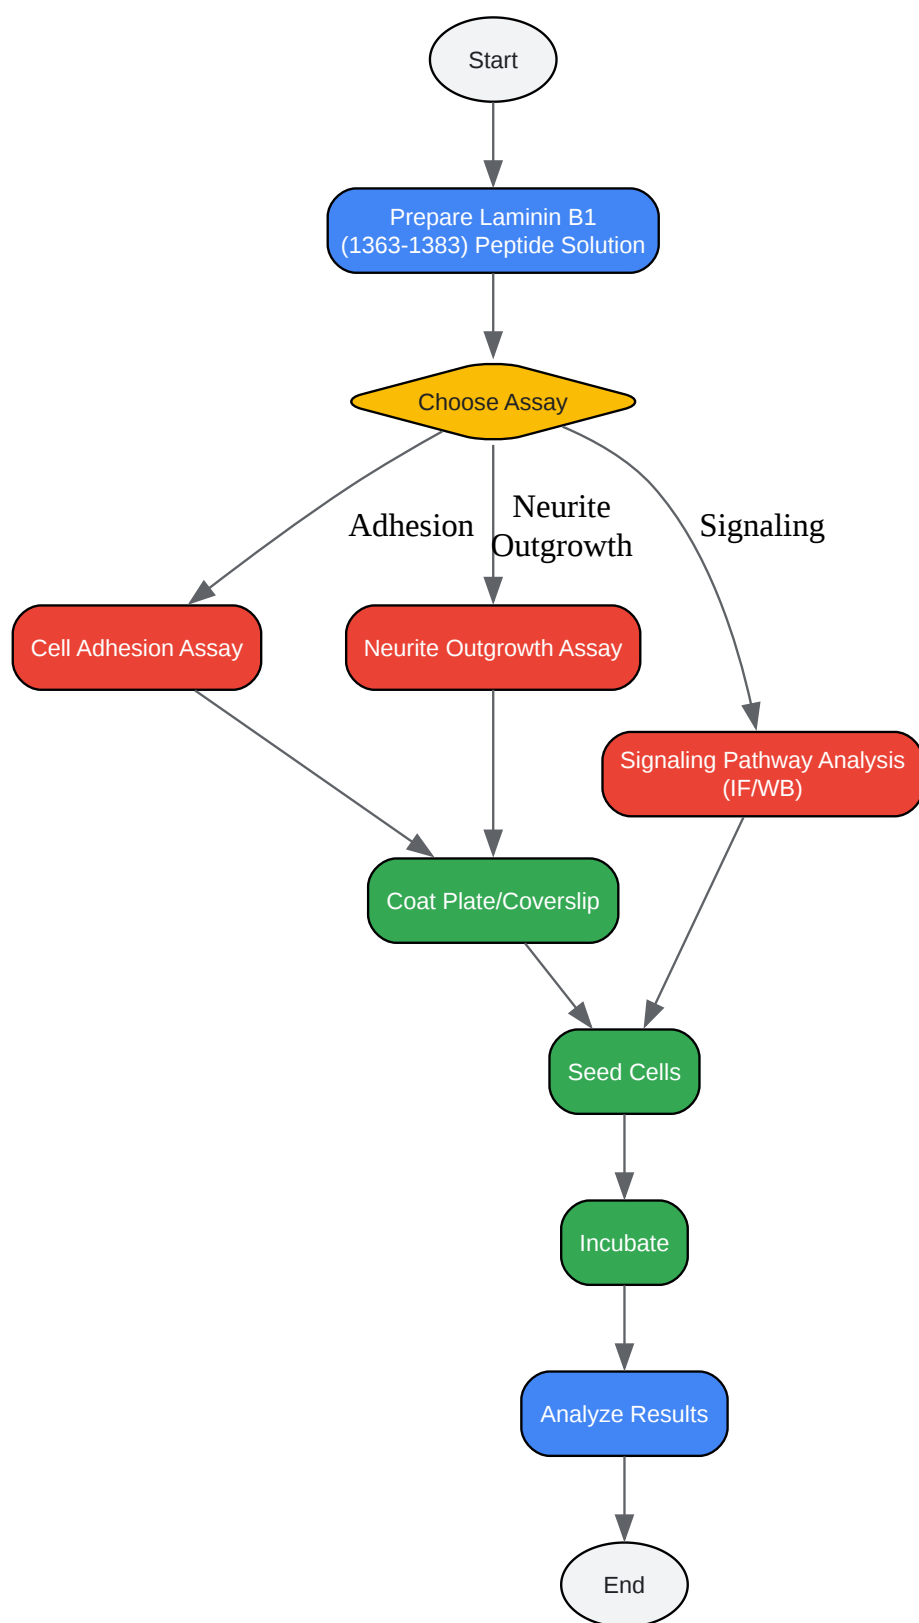 Start
Prepare Laminin B1
(1363-1383) Peptide Solution
Choose Assay
Adhesion
Neurite
Outgrowth
Signaling
Cell Adhesion Assay
Neurite Outgrowth Assay
Signaling Pathway Analysis
(IF/WB)
Coat Plate/Coverslip
Seed Cells
Incubate
Analyze Results
End